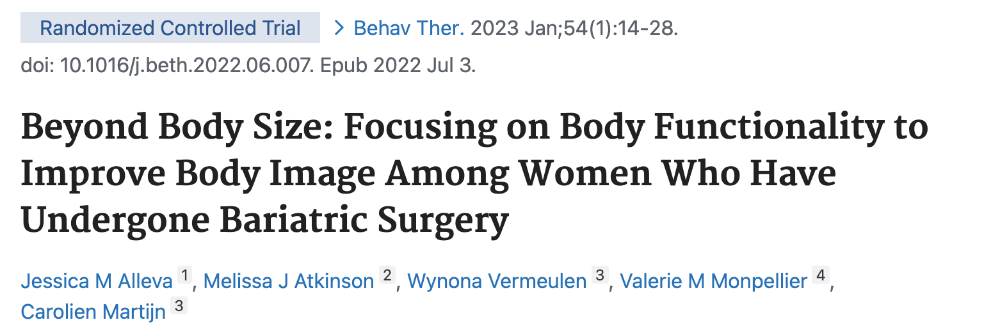 Randomized Controlled Trial > Behav Ther. 2023 Jan;54(1):14-28.
doi: 10.1016/j.beth.2022.06.007. Epub 2022 Jul 3.
Beyond Body Size: Focusing on Body Functionality to
Improve Body Image Among Women Who Have
Undergone Bariatric Surgery
Jessica M Alleva 1, Melissa J Atkinson 2, Wynona Vermeulen 3, Valerie M Monpellier 4,
Carolien Martijn 3